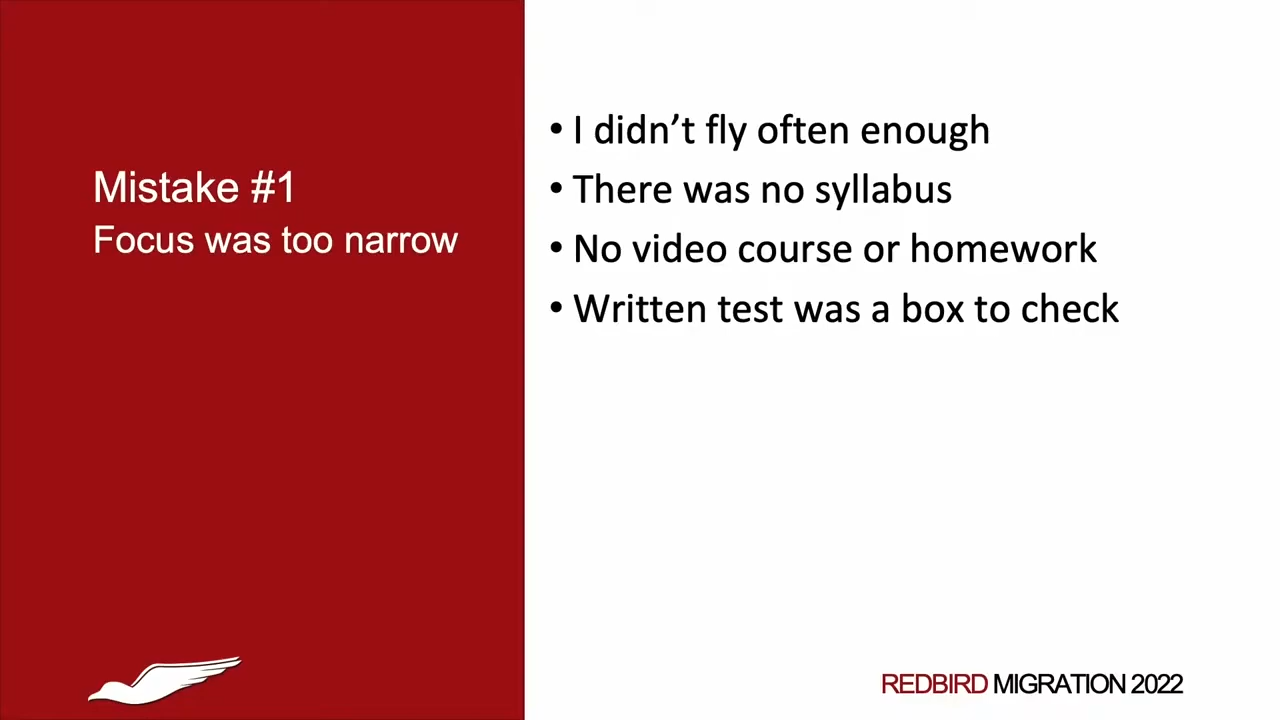 Mistake #1
Focus was too narrow
• I didn’t fly often enough
• There was no syllabus
• No video course or homework
• Written test was a box to check
REDBIRD MIGRATION 2022